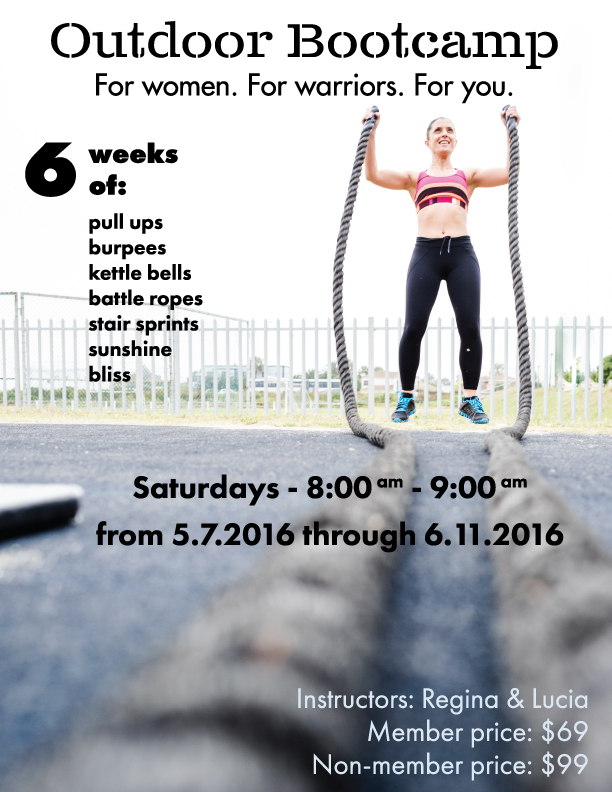 Outdoor Bootcamp
For women. For warriors. For you.
6 weeks
of:
pull ups
burpees
kettle bells
battle ropes
stair sprints
sunshine
bliss
Saturdays - 8:00 am - 9:00 am
from 5.7.2016 through 6.11.2016
Instructors: Regina & Lucia
Member price: $69
Non-member price: $99